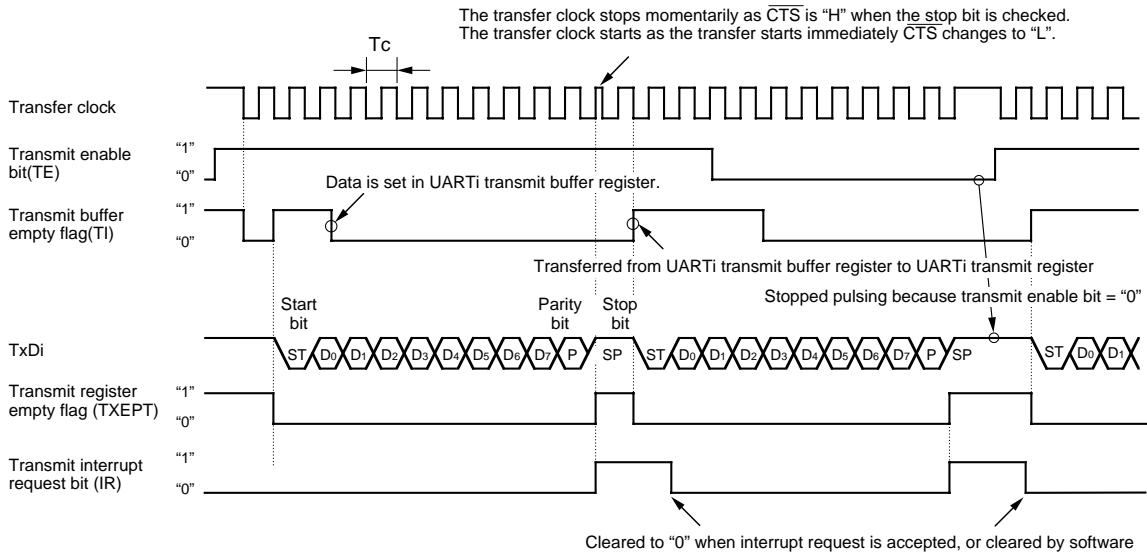 The transfer clock stops momentarily as CTS is “H” when the stop bit is checked.
The transfer clock starts as the transfer starts immediately CTS changes to “L”.
Tc
Transfer clock
Transmit enable
bit(TE)
“1”
“0”
Data is set in UARTi transmit buffer register.
Transmit buffer
empty flag(TI)
“1”
“0”
Transferred from UARTi transmit buffer register to UARTi transmit register
Stopped pulsing because transmit enable bit = “0”
Start
bit
Parity
bit
Stop
bit
TxDi
ST D0 D1 D2 D3 D4 D5 D6 D7 P SP ST D0 D1 D2 D3 D4 D5 D6 D7 P SP ST D0 D1
Transmit register
empty flag (TXEPT)
“1”
“0”
Transmit interrupt
request bit (IR)
“1”
“0”
Cleared to “0” when interrupt request is accepted, or cleared by software